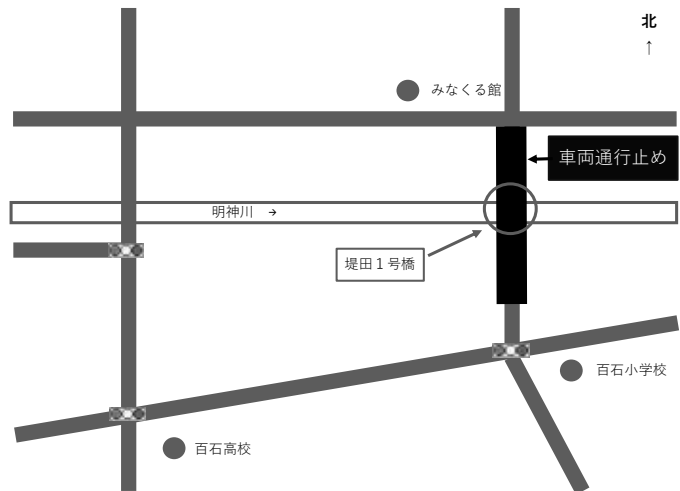 北
↑
みなくる館
車両通行止め
明神川 →
堤田１号橋
百石小学校
百石高校